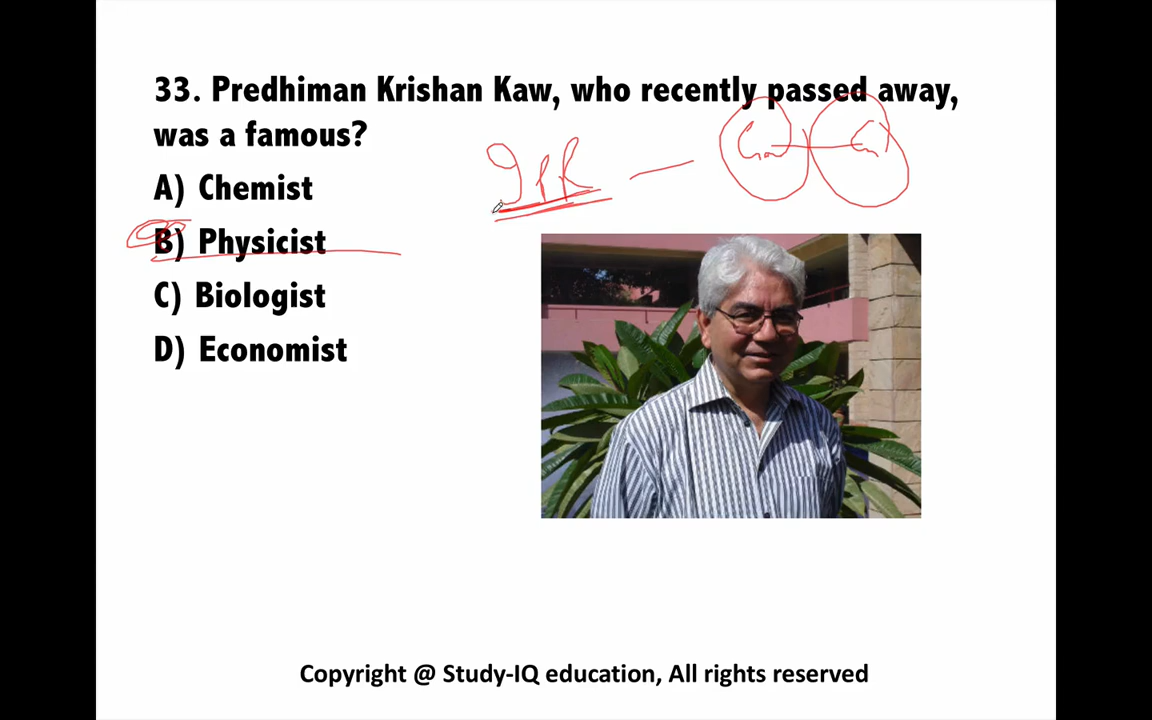 33. Predhiman Krishan Kaw, who recently passed away,
was a famous?
A) Chemist
IPR —
B) Physicist
C) Biologist
D) Economist
Copyright @ Study-IQ education, All rights reserved